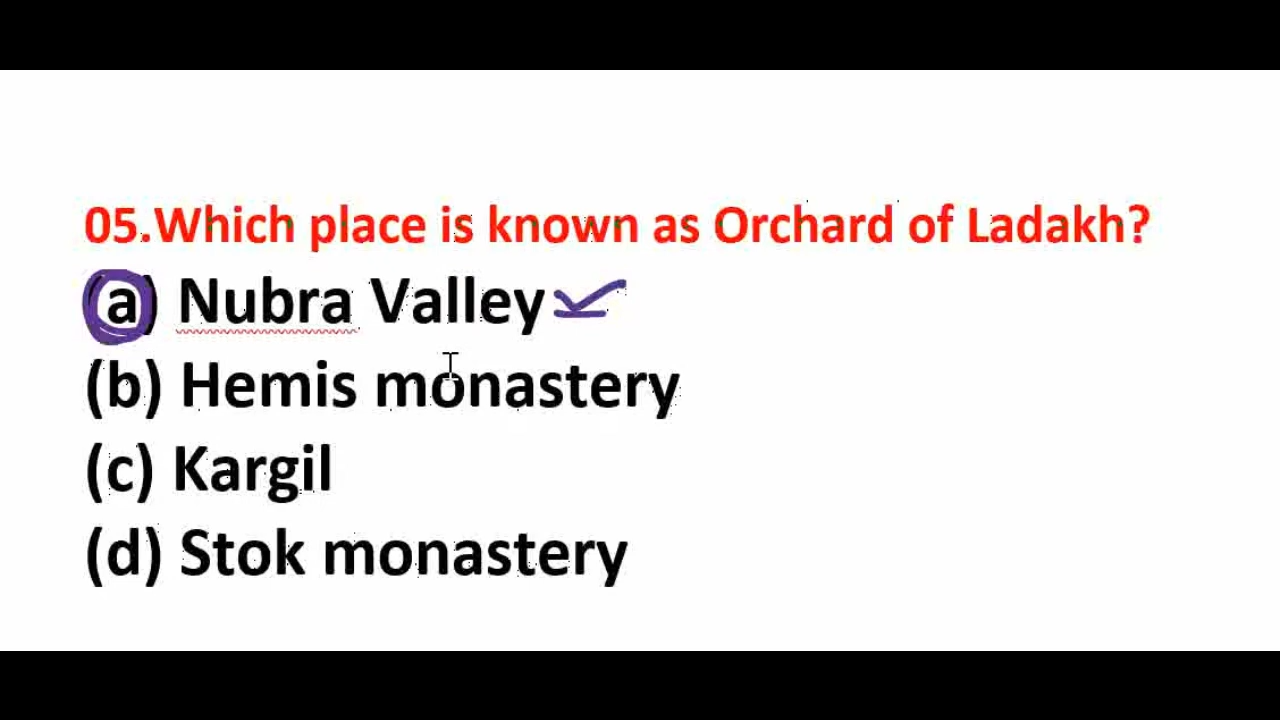 05.Which place is known as Orchard of Ladakh?
(a) Nubra Valley
(b) Hemis monastery
(c) Kargil
(d) Stok monastery